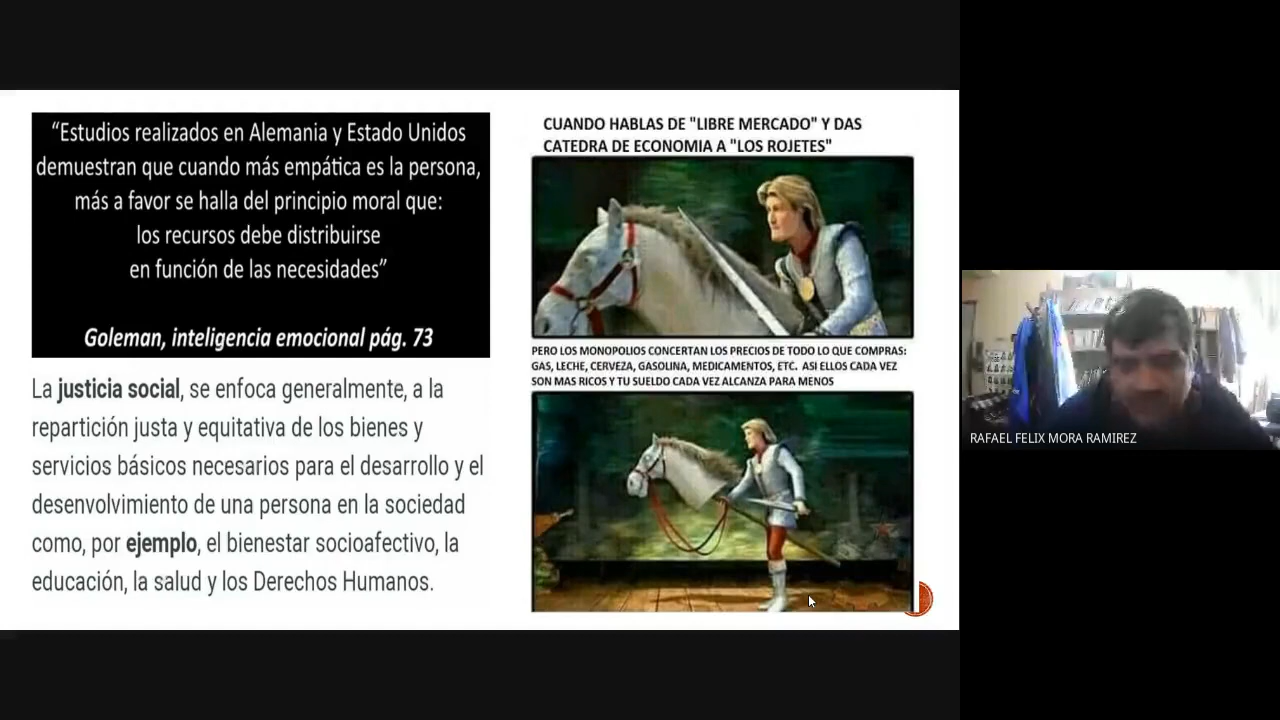 “Estudios realizados en Alemania y Estado Unidos
demuestran que cuando más empática es la persona,
más a favor se halla del principio moral que:
los recursos debe distribuirse
en función de las necesidades”
Goleman, inteligencia emocional pág. 73
La justicia social, se enfoca generalmente, a la
repartición justa y equitativa de los bienes y
servicios básicos necesarios para el desarrollo y el
desenvolvimiento de una persona en la sociedad
como, por ejemplo, el bienestar socioafectivo, la
educación, la salud y los Derechos Humanos.
CUANDO HABLAS DE "LIBRE MERCADO" Y DAS
CATEDRA DE ECONOMIA A "LOS ROJETES"
PERO LOS MONOPOLIOS CONCERTAN LOS PRECIOS DE TODO LO QUE COMPRAS:
GAS, LECHE, CERVEZA, GASOLINA, MEDICAMENTOS, ETC. ASI ELLOS CADA VEZ
SON MAS RICOS Y TU SUELDO CADA VEZ ALCANZA PARA MENOS
RAFAEL FELIX MORA RAMIREZ